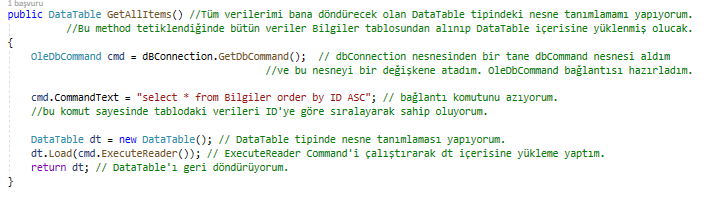 1 başvuru
public DataTable GetAllItems() //Tüm verilerimi bana döndürecek olan DataTable tipindeki nesne tanımlamamı yapıyorum.
//Bu method tetiklendiğinde bütün veriler Bilgiler tablosundan alınıp DataTable içerisine yüklenmiş olucak.
{
OleDbCommand cmd = dBConnection.GetDbCommand(); // dbConnection nesnesinden bir tane dbCommand nesnesi aldım
//ve bu nesneyi bir değişkene atadım. OleDbCommand bağlantısı hazırladım.
cmd.CommandText = "select * from Bilgiler order by ID ASC"; // bağlantı komutunu azıyorum.
//bu komut sayesinde tablodaki verileri ID'ye göre sıralayarak sahip oluyorum.
DataTable dt = new DataTable(); // DataTable tipinde nesne tanımlaması yapıyorum.
dt.Load(cmd.ExecuteReader()); // ExecuteReader Command'i çalıştırarak dt içerisine yükleme yaptım.
return dt; // DataTable'ı geri döndürüyorum.
}